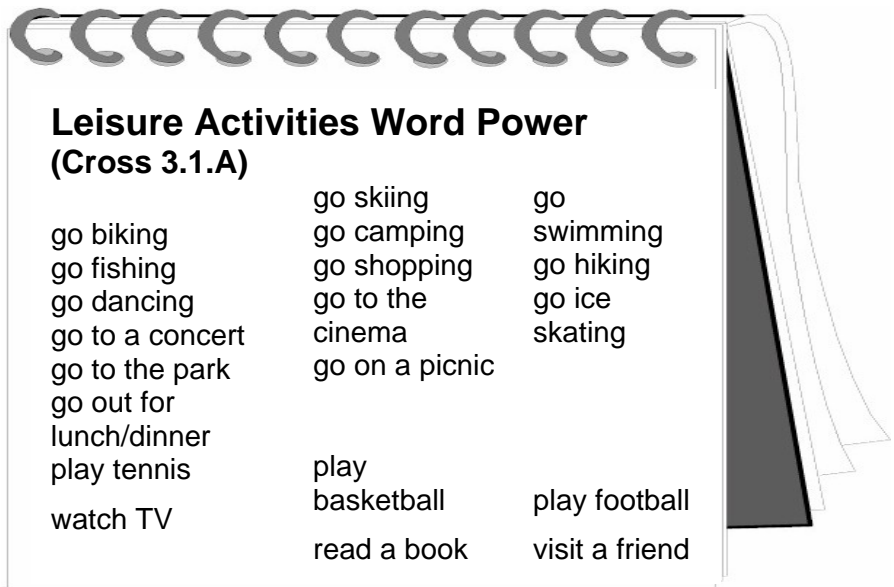 Leisure Activities Word Power
(Cross 3.1.A)
go biking
go fishing
go dancing
go to a concert
go to the park
go out for
lunch/dinner
play tennis
watch TV
go skiing
go camping
go shopping
go to the
cinema
go on a picnic
play
basketball
read a book
go
swimming
go hiking
go ice
skating
play football
visit a friend